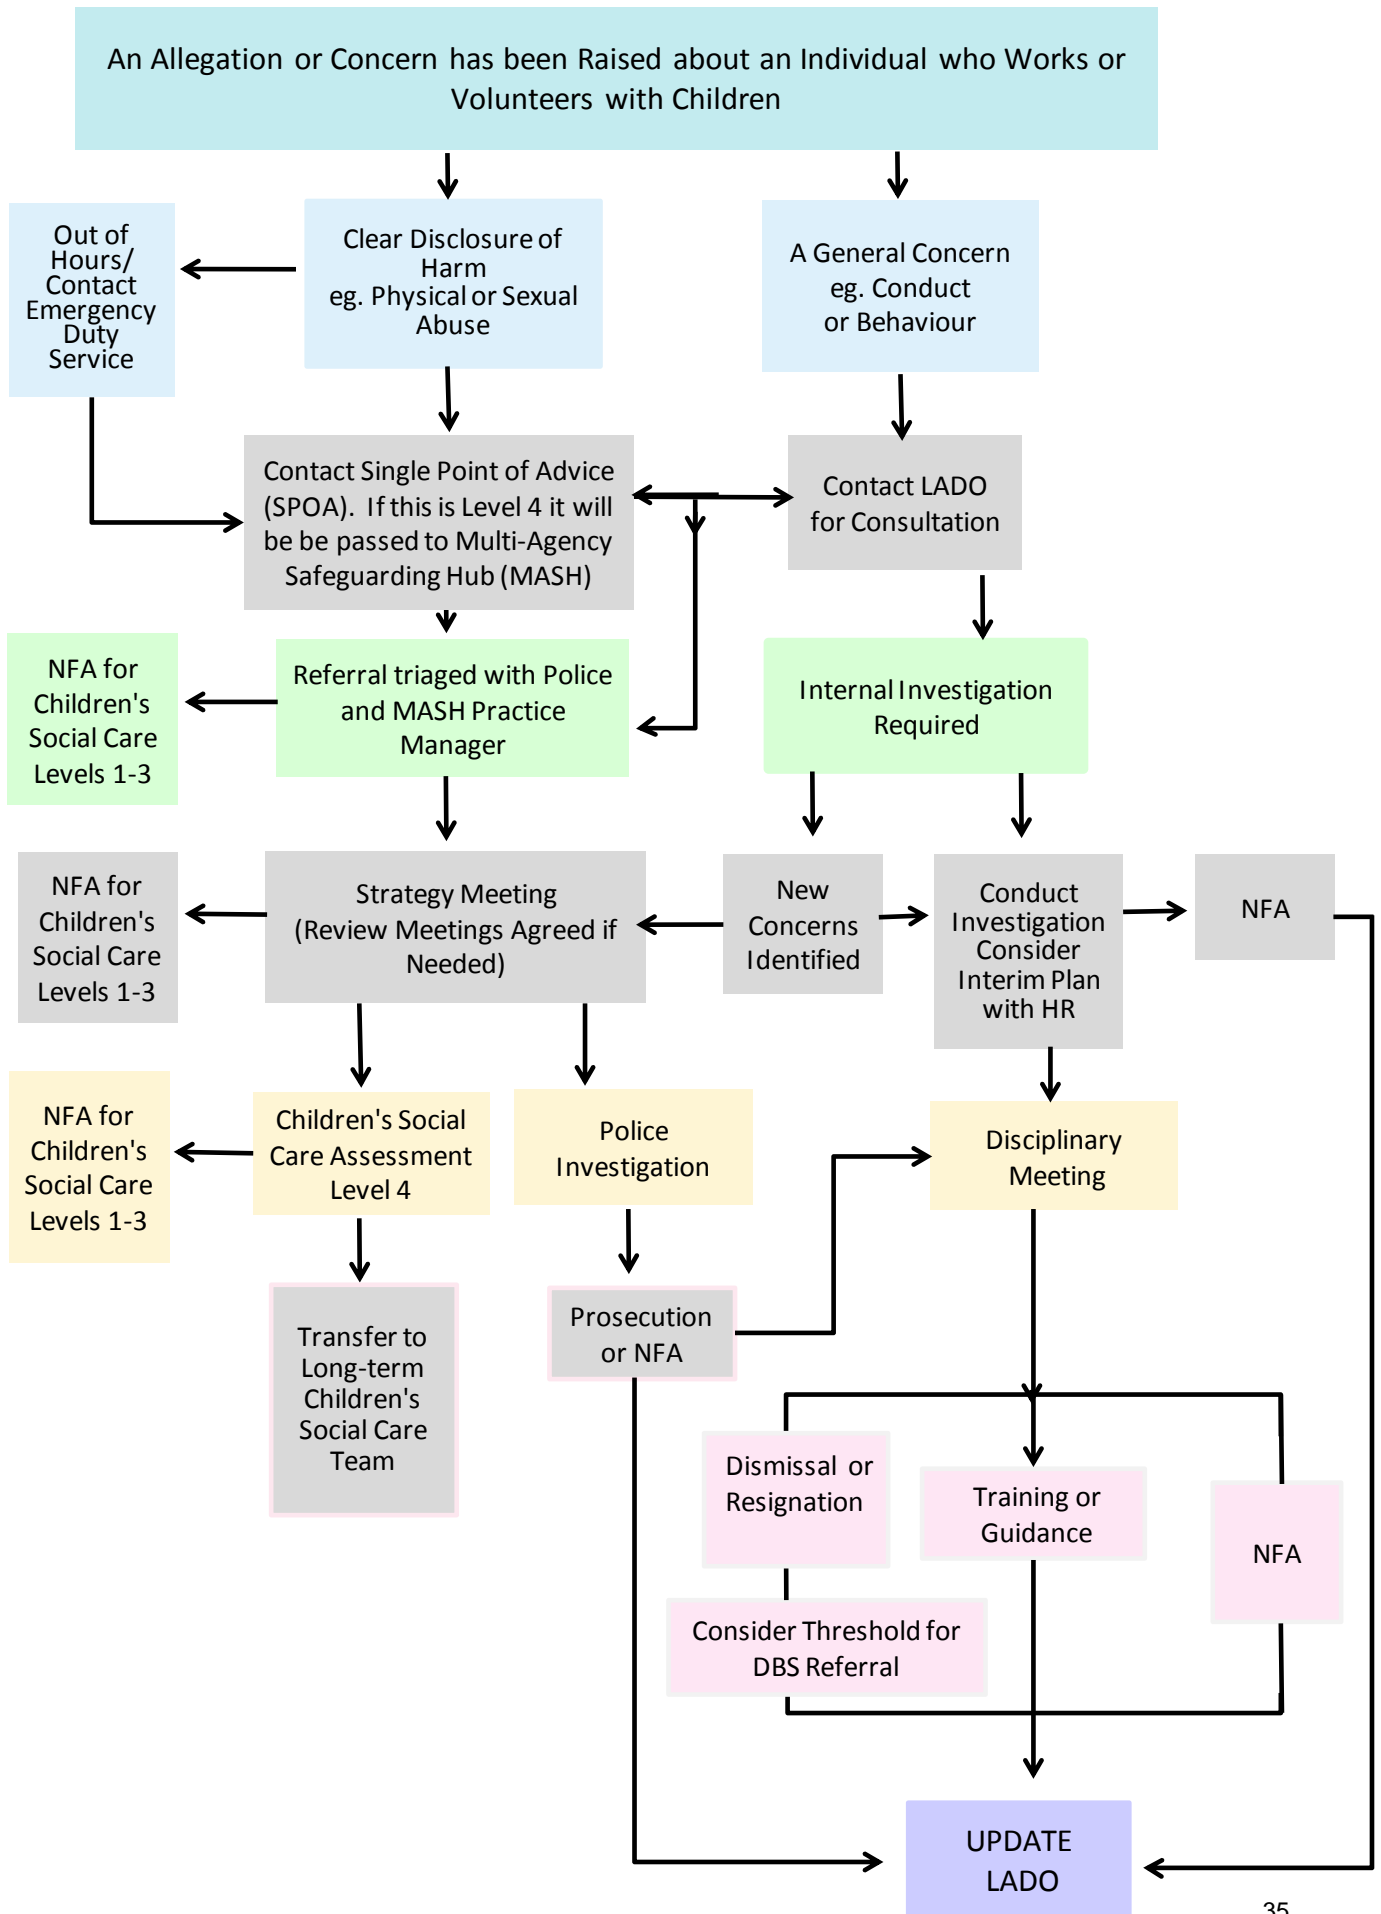 An Allegation or Concern has been Raised about an Individual who Works or
Volunteers with Children
Out of
Hours/
Contact
Emergency
Duty
Service
Clear Disclosure of
Harm
eg. Physical or Sexual
Abuse
A General Concern
eg. Conduct
or Behaviour
Contact Single Point of Advice
(SPOA). If this is Level 4 it will
be be passed to Multi-Agency
Safeguarding Hub (MASH)
Contact LADO
for Consultation
NFA for
Children's
Social Care
Levels 1-3
Referral triaged with Police
and MASH Practice
Manager
Internal Investigation
Required
NFA for
Children's
Social Care
Levels 1-3
Strategy Meeting
(Review Meetings Agreed if
Needed)
New
Concerns
Identified
Conduct
Investigation
Consider
Interim Plan
with HR
NFA
NFA for
Children's
Social Care
Levels 1-3
Children's Social
Care Assessment
Level 4
Police
Investigation
Disciplinary
Meeting
Transfer to
Long-term
Children's
Social Care
Team
Prosecution
or NFA
Dismissal or
Resignation
Training or
Guidance
NFA
Consider Threshold for
DBS Referral
UPDATE
LADO
35